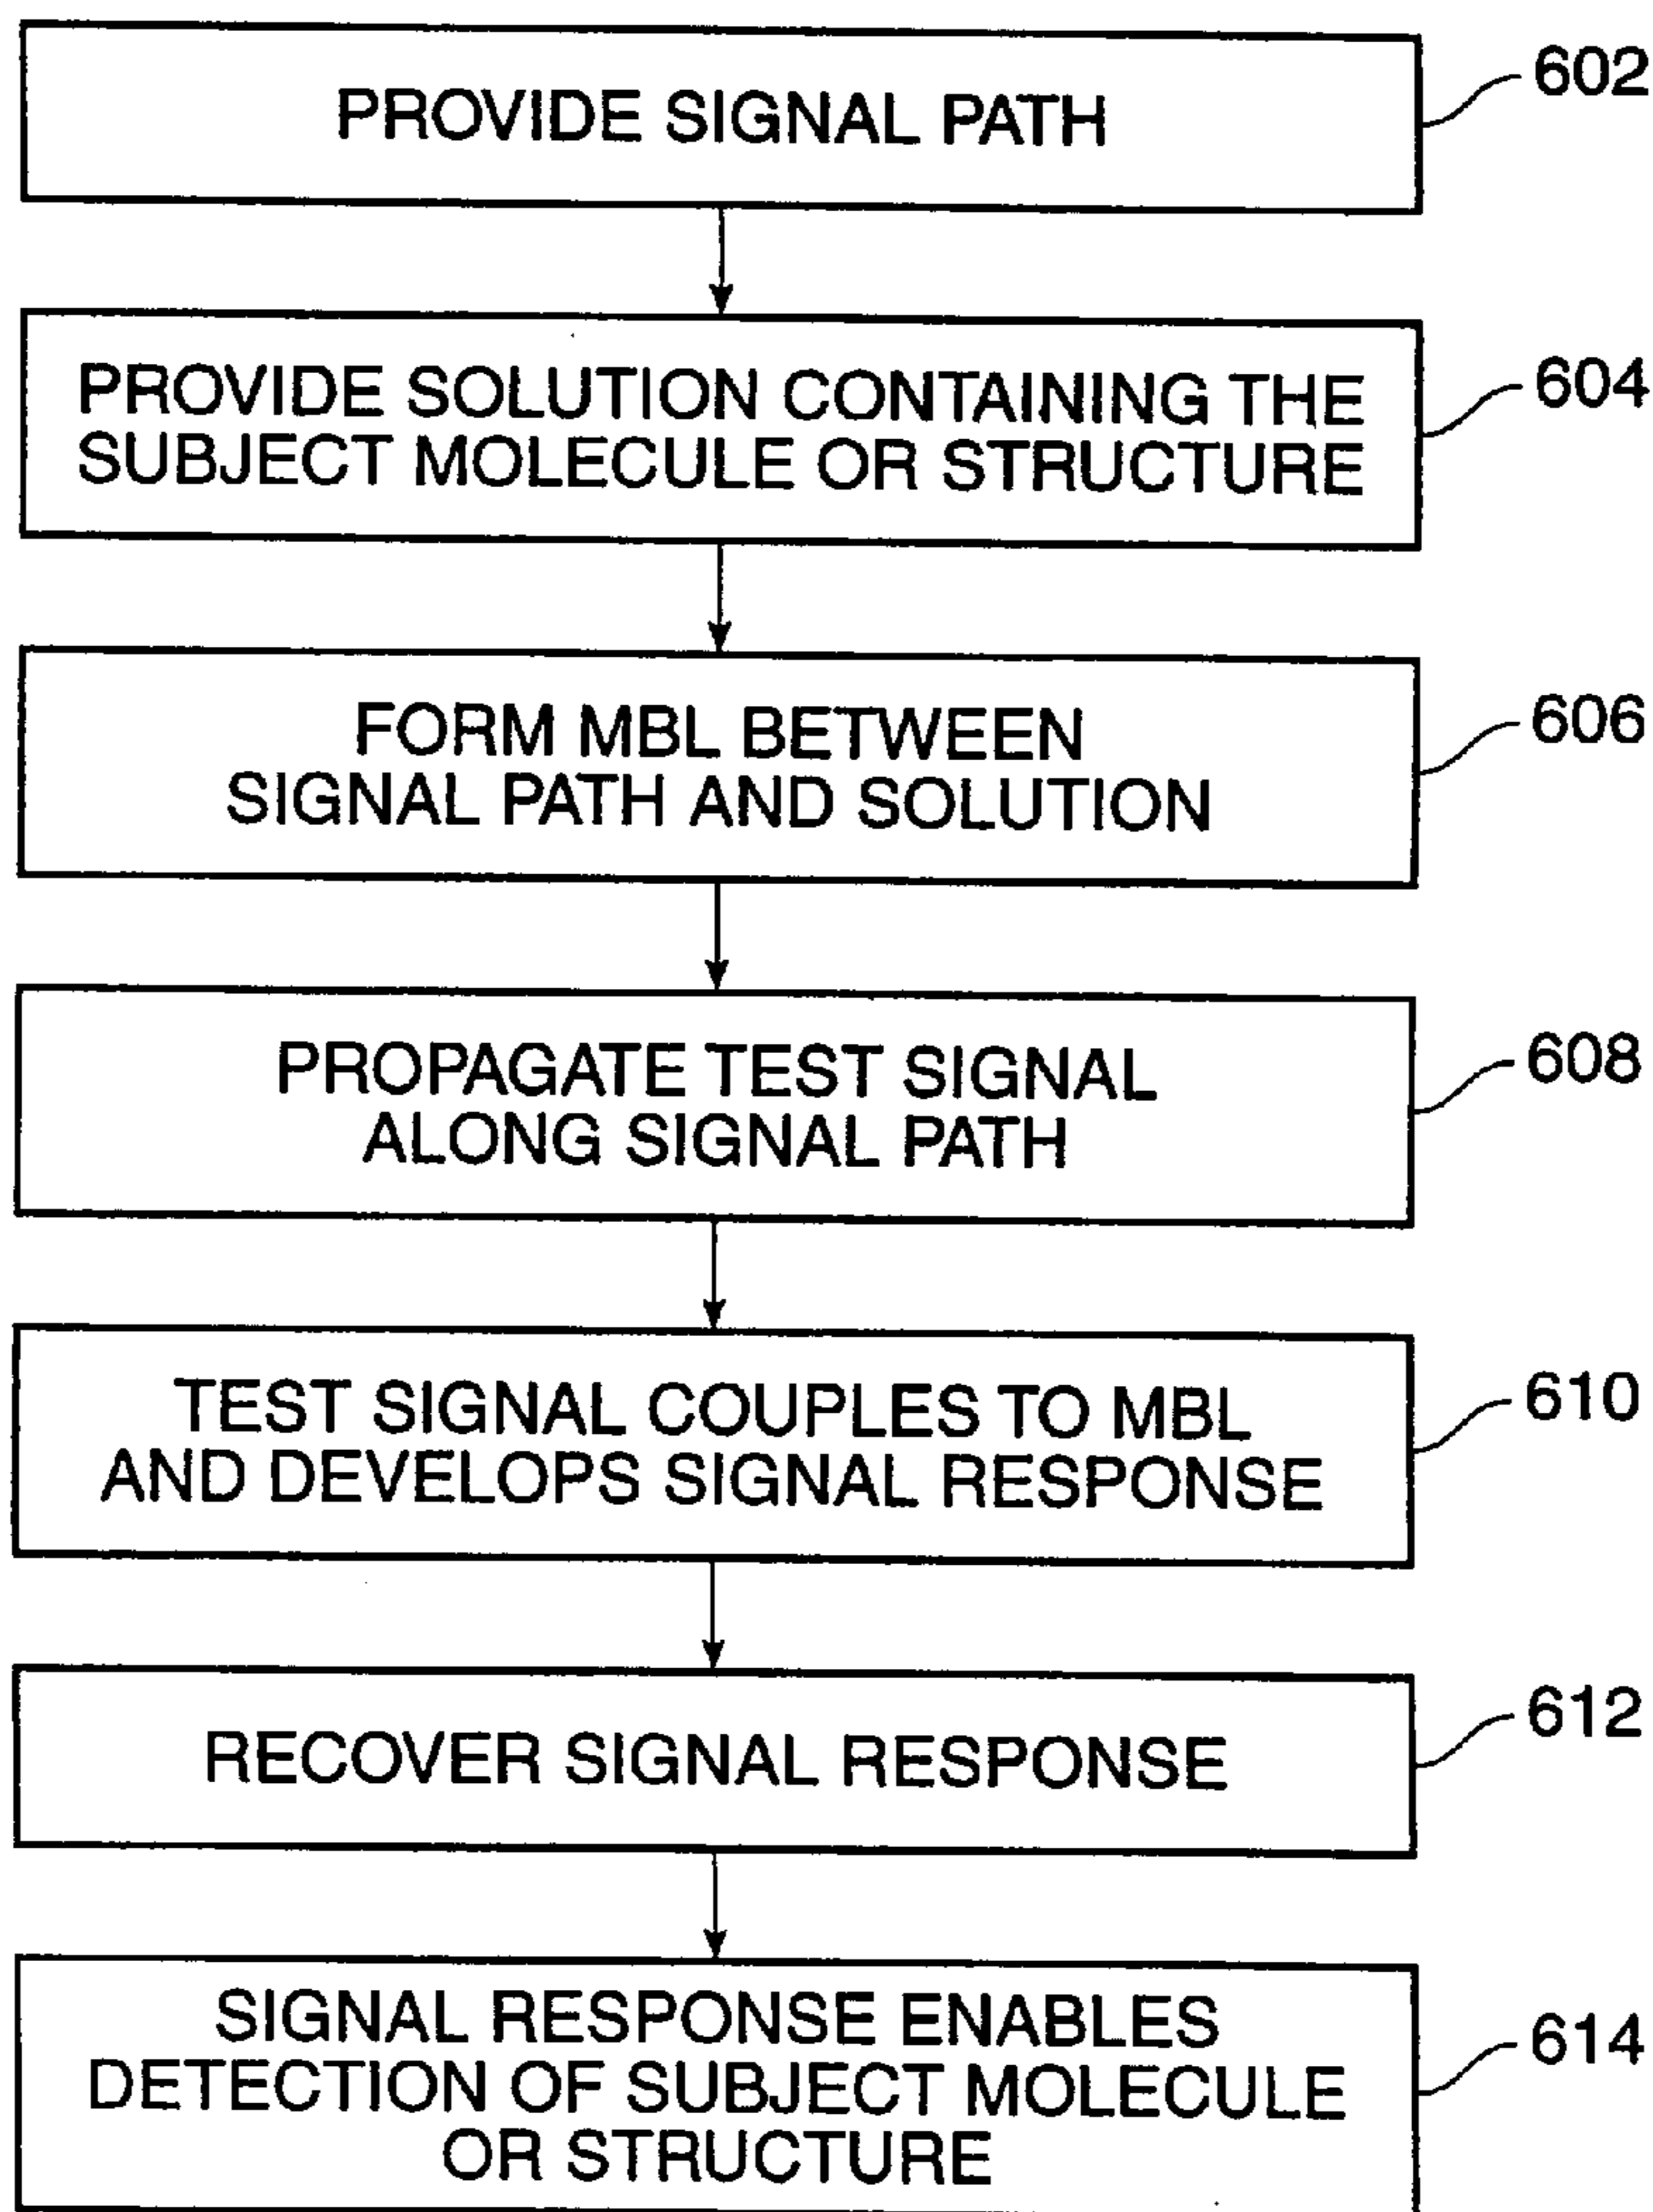 PROVIDE SIGNAL PATH
602
PROVIDE SOLUTION CONTAINING THE
SUBJECT MOLECULE OR STRUCTURE
604
FORM MBL BETWEEN
SIGNAL PATH AND SOLUTION
606
PROPAGATE TEST SIGNAL
ALONG SIGNAL PATH
608
TEST SIGNAL COUPLES TO MBL
AND DEVELOPS SIGNAL RESPONSE
610
RECOVER SIGNAL RESPONSE
612
SIGNAL RESPONSE ENABLES
DETECTION OF SUBJECT MOLECULE
OR STRUCTURE
614